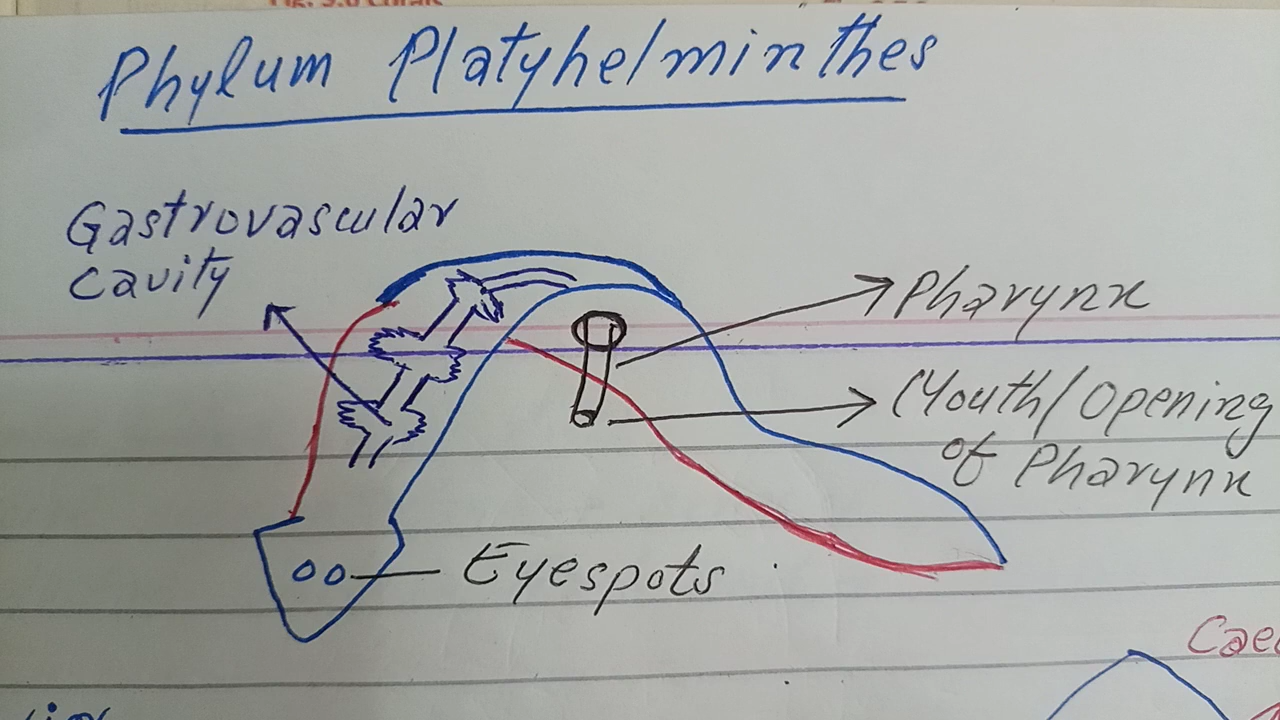 Phylum Platyhelminthes
Gastrovascular
cavity
Pharynx
Mouth/Opening
of Pharynx
Eyespots